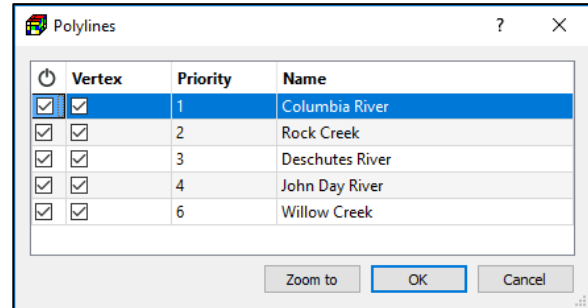 Polylines
Vertex Priority Name
1 Columbia River
2 Rock Creek
3 Deschutes River
4 John Day River
6 Willow Creek
Zoom to OK Cancel